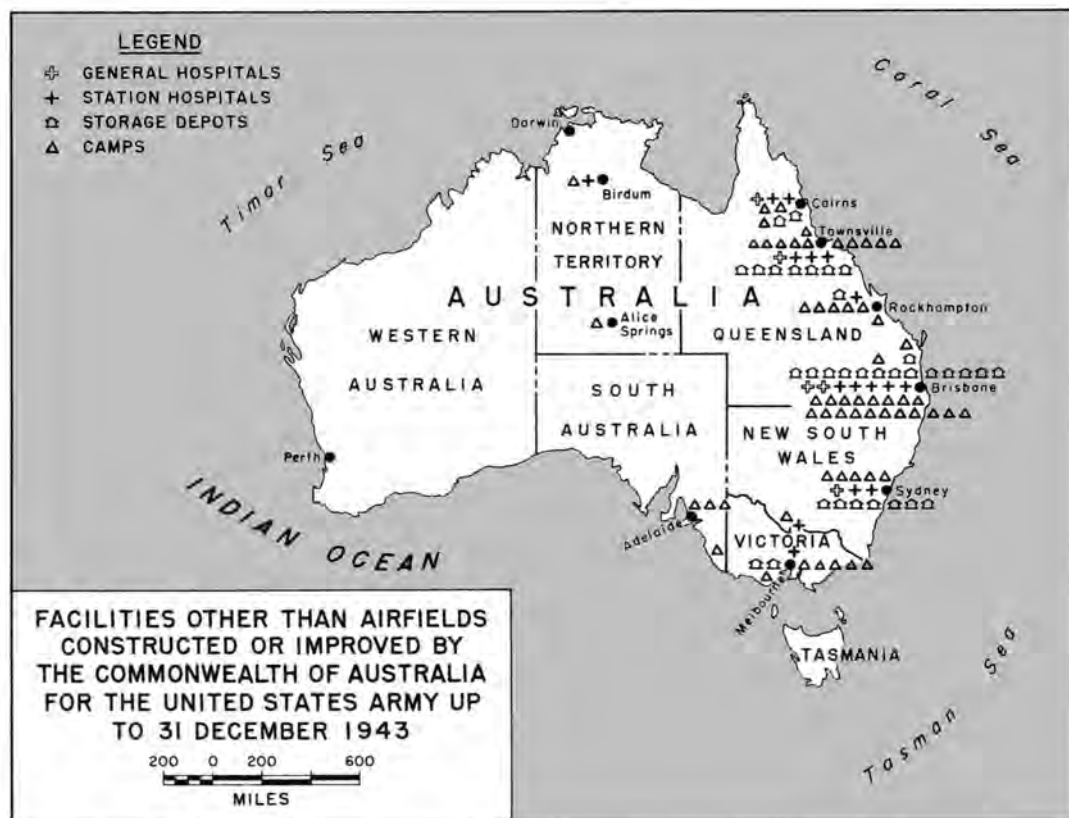 LEGEND
GENERAL HOSPITALS
STATION HOSPITALS
STORAGE DEPOTS
CAMPS
Coral Sea
Timor Sea
Darwin
Birdum
Cairns
NORTHERN
TERRITORY
Townsville
AUSTRALIA
Rockhampton
Alice
Springs
QUEENSLAND
WESTERN
AUSTRALIA
SOUTH
AUSTRALIA
Brisbane
NEW SOUTH
WALES
Perth
Sydney
INDIAN OCEAN
Adelaide
VICTORIA
Melbourne
TASMANIA
Tasman Sea
FACILITIES OTHER THAN AIRFIELDS
CONSTRUCTED OR IMPROVED BY
THE COMMONWEALTH OF AUSTRALIA
FOR THE UNITED STATES ARMY UP
TO 31 DECEMBER 1943
200 0 200 600
MILES